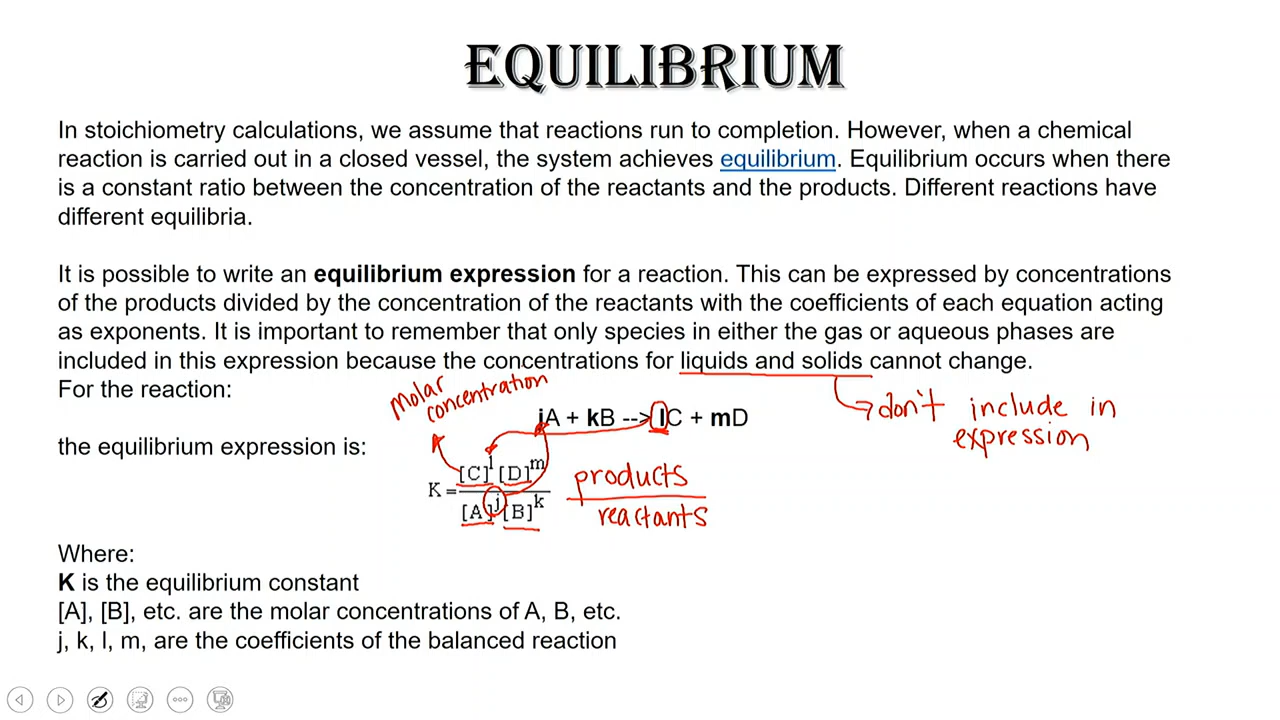 EQUILIBRIUM
In stoichiometry calculations, we assume that reactions run to completion. However, when a chemical
reaction is carried out in a closed vessel, the system achieves equilibrium. Equilibrium occurs when there
is a constant ratio between the concentration of the reactants and the products. Different reactions have
different equilibria.
It is possible to write an equilibrium expression for a reaction. This can be expressed by concentrations
of the products divided by the concentration of the reactants with the coefficients of each equation acting
as exponents. It is important to remember that only species in either the gas or aqueous phases are
included in this expression because the concentrations for liquids and solids cannot change.
For the reaction:
molar
concentration
jA + kB --> lC + mD
don't include in
expression
the equilibrium expression is:
K = [C]^l [D]^m / [A]^j [B]^k
products
reactants
Where:
K is the equilibrium constant
[A], [B], etc. are the molar concentrations of A, B, etc.
j, k, l, m, are the coefficients of the balanced reaction